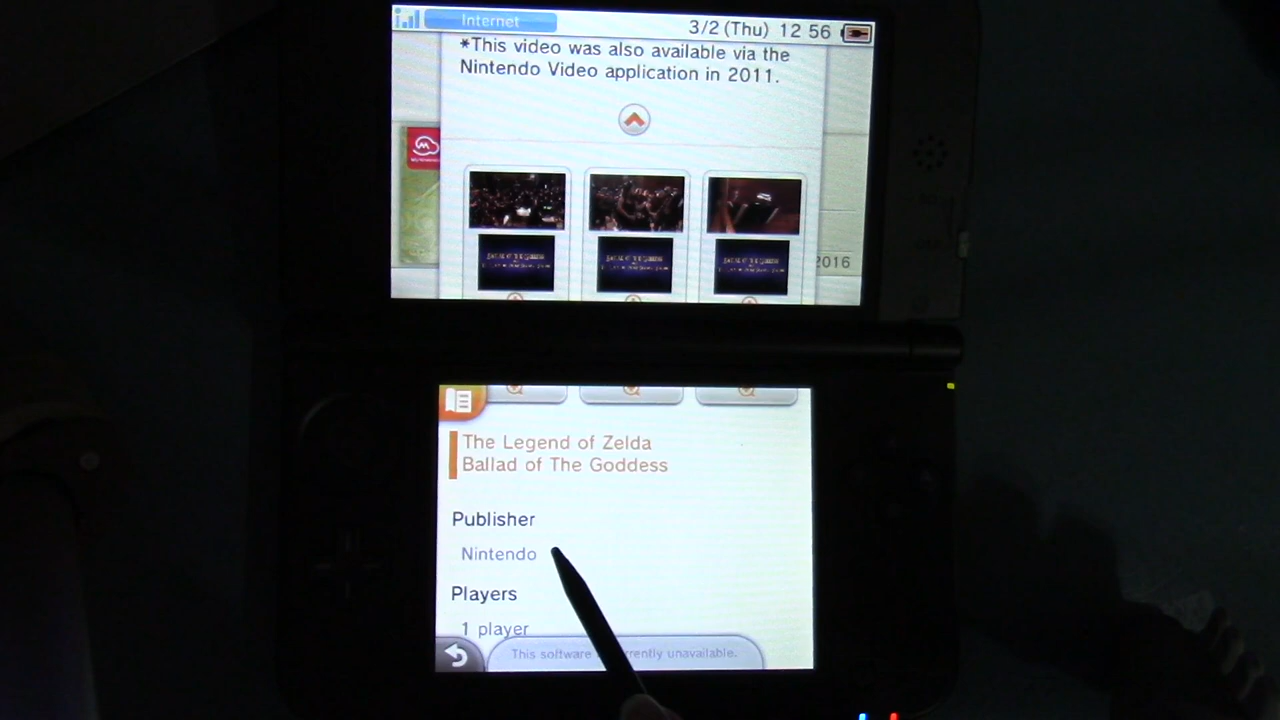 Internet
3/2 (Thu) 12 56
*This video was also available via the
Nintendo Video application in 2011.
2016
The Legend of Zelda
Ballad of The Goddess
Publisher
Nintendo
Players
1 player
This software currently unavailable.